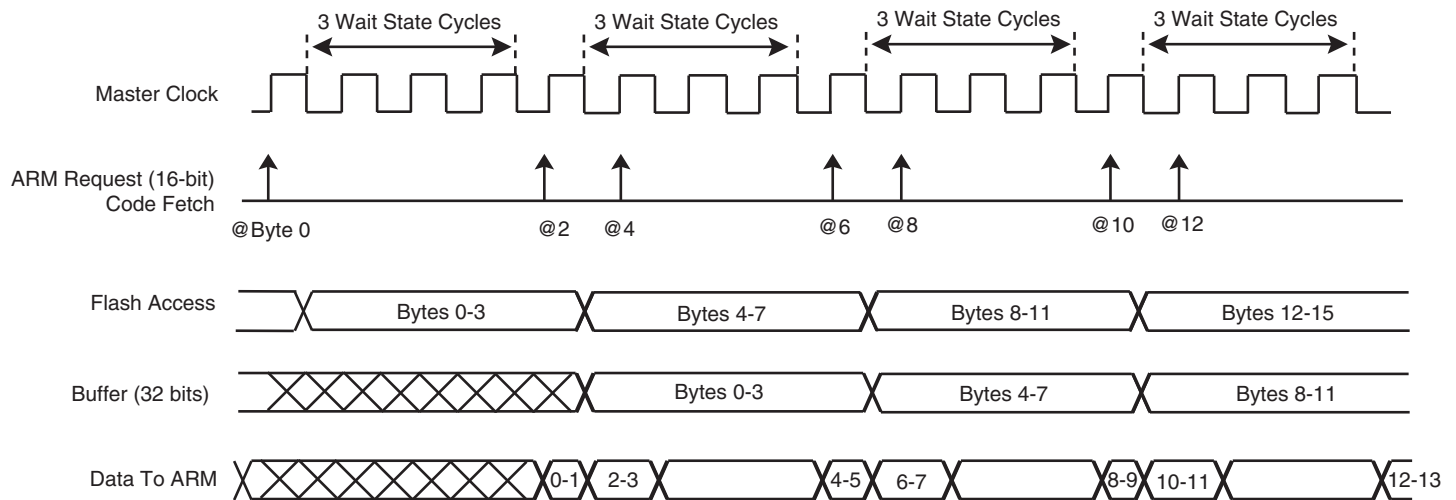 3 Wait State Cycles 3 Wait State Cycles 3 Wait State Cycles 3 Wait State Cycles
Master Clock
ARM Request (16-bit)
Code Fetch
@Byte 0 @2 @4 @6 @8 @10 @12
Flash Access Bytes 0-3 Bytes 4-7 Bytes 8-11 Bytes 12-15
Buffer (32 bits) Bytes 0-3 Bytes 4-7 Bytes 8-11
Data To ARM 0-1 2-3 4-5 6-7 8-9 10-11 12-13